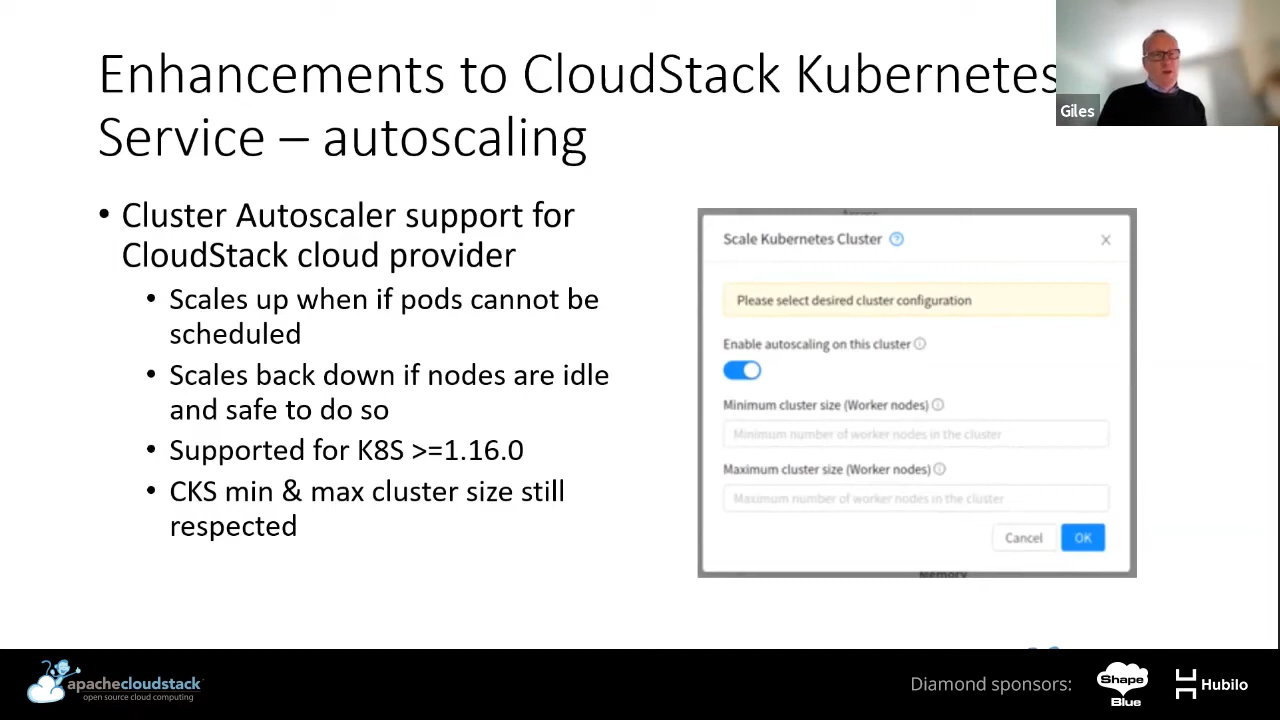 Enhancements to CloudStack Kubernetes
Service – autoscaling
Giles
• Cluster Autoscaler support for
CloudStack cloud provider
• Scales up when if pods cannot be
scheduled
• Scales back down if nodes are idle
and safe to do so
• Supported for K8S >=1.16.0
• CKS min & max cluster size still
respected
Access
Scale Kubernetes Cluster
Please select desired cluster configuration
Enable autoscaling on this cluster
Minimum cluster size (Worker nodes)
Minimum number of worker nodes in the cluster
Maximum cluster size (Worker nodes)
Maximum number of worker nodes in the cluster
Cancel OK
Memory
apachecloudstack
open source cloud computing
Diamond sponsors:
Shape
Blue
Hubilo